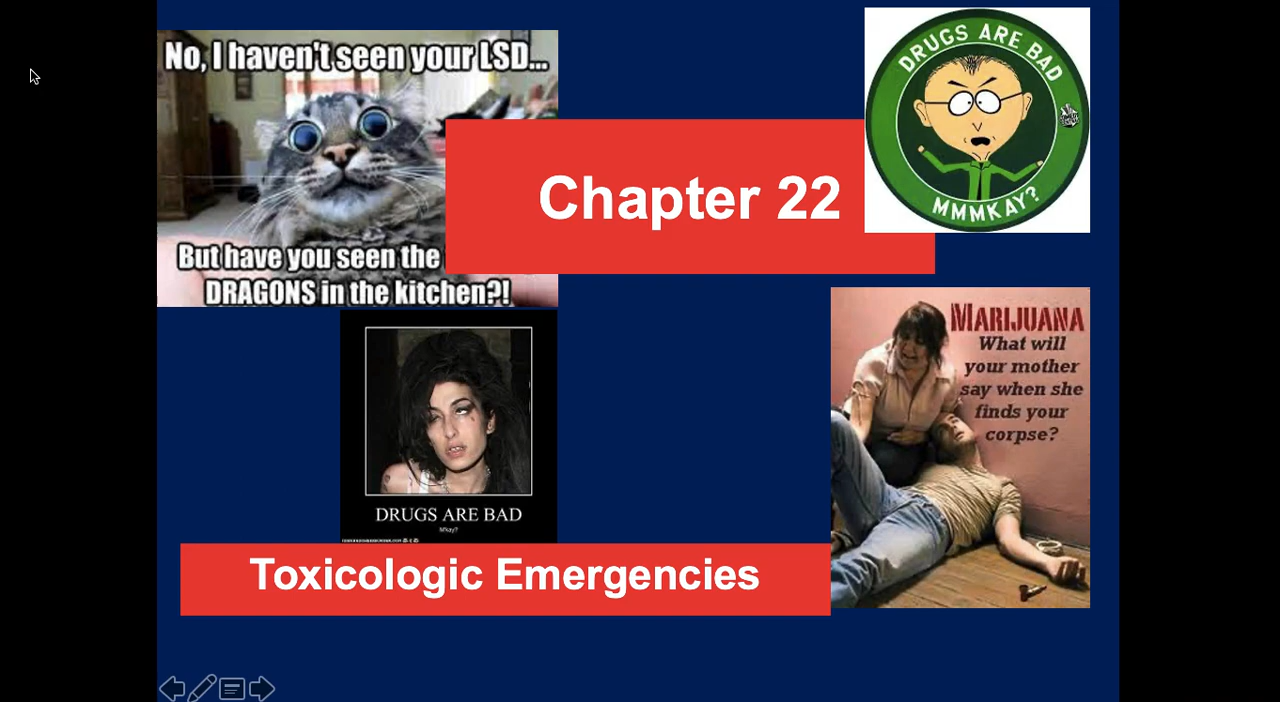 No, I haven't seen your LSD...
But have you seen the
DRAGONS in the kitchen?!
DRUGS ARE BAD
MMMKAY?
Chapter 22
MARIJUANA
What will
your mother
say when she
finds your
corpse?
DRUGS ARE BAD
M'kay?
Toxicologic Emergencies